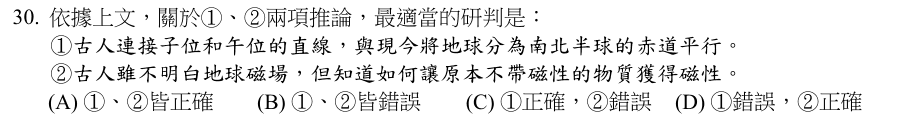 30. 依據上文，關於①、②兩項推論，最適當的研判是：
①古人連接子位和午位的直線，與現今將地球分為南北半球的赤道平行。
②古人雖不明白地球磁場，但知道如何讓原本不帶磁性的物質獲得磁性。
(A) ①、②皆正確 (B) ①、②皆錯誤 (C) ①正確，②錯誤 (D) ①錯誤，②正確